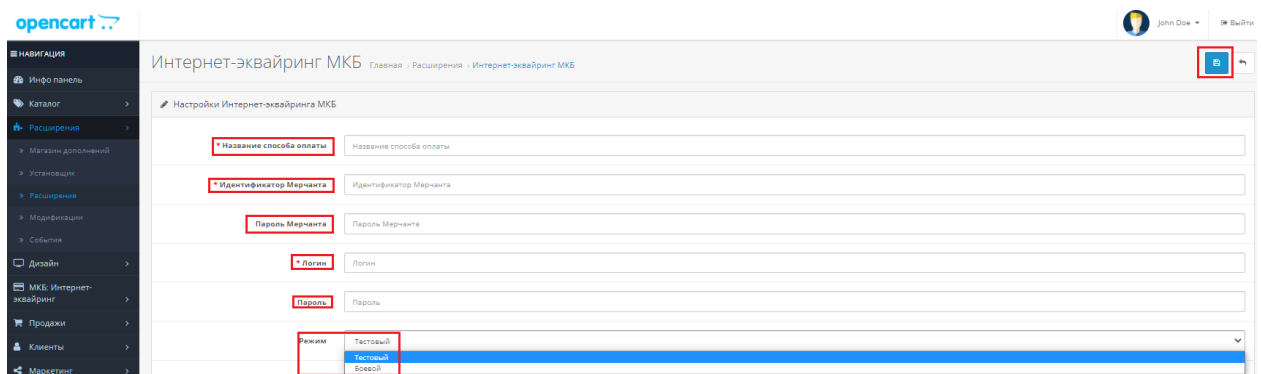 opencart
John Doe
Выйти
НАВИГАЦИЯ
Интернет-эквайринг МКБ Главная › Расширения › Интернет-эквайринг МКБ
Инфо панель
Каталог
Настройки Интернет-эквайринга МКБ
Расширения
Магазин дополнений
* Название способа оплаты Название способа оплаты
Установщик
* Идентификатор Мерчанта Идентификатор Мерчанта
Расширения
Модификации
Пароль Мерчанта Пароль Мерчанта
События
Дизайн
* Логин Логин
МКБ: Интернет-
эквайринг
Пароль Пароль
Продажи
Режим Тестовый
Клиенты
Тестовый
Боевой
Маркетинг